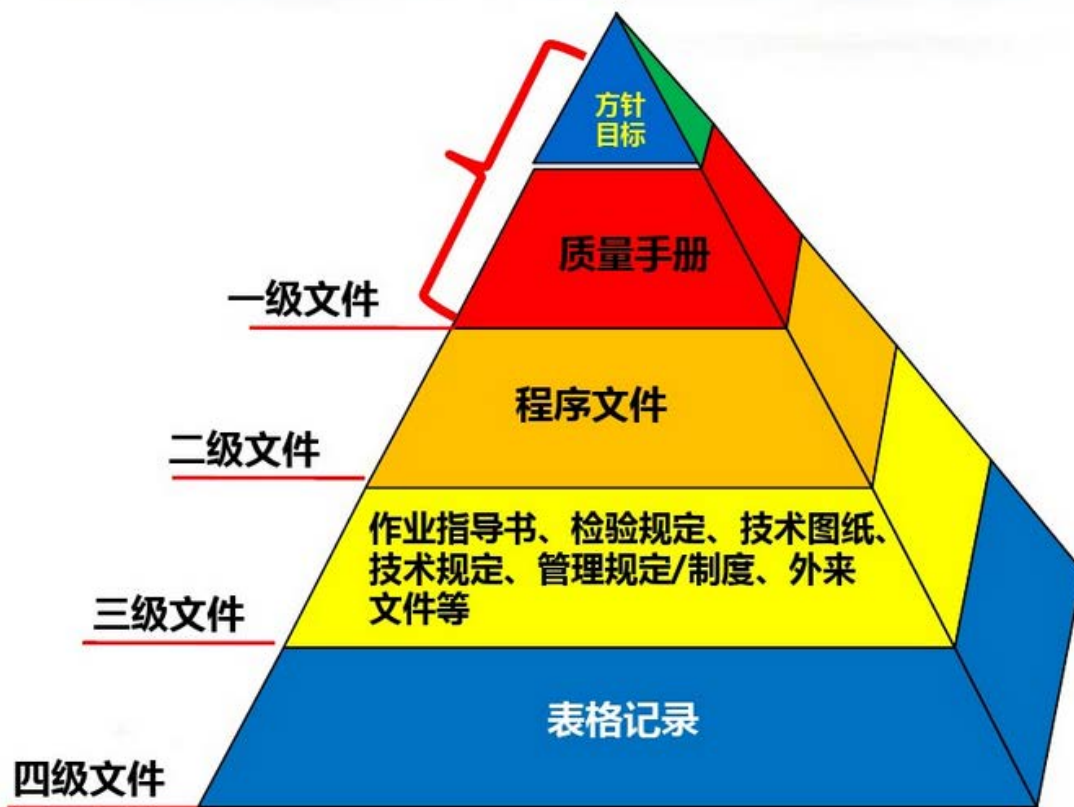 方针
目标
质量手册
一级文件
程序文件
二级文件
作业指导书、检验规定、技术图纸、
技术规定、管理规定/制度、外来
文件等
三级文件
表格记录
四级文件